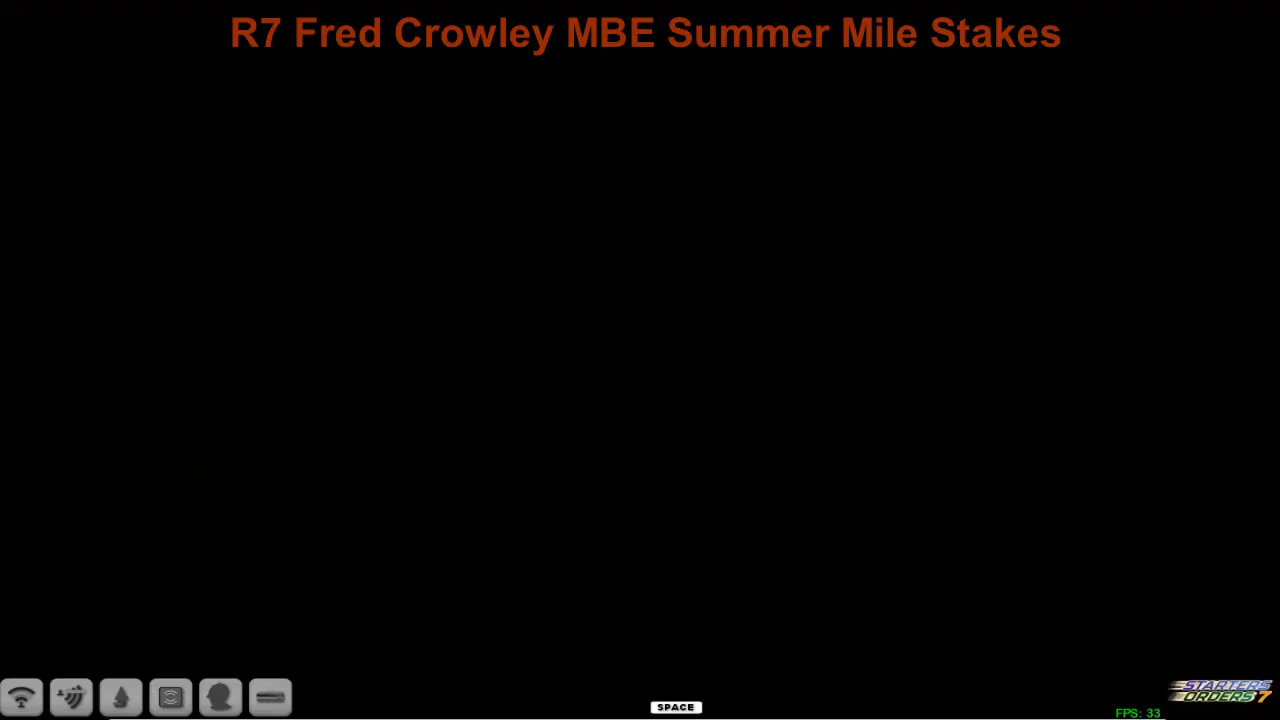 R7 Fred Crowley MBE Summer Mile Stakes
SPACE
STARTERS
ORDERS 7
FPS: 33